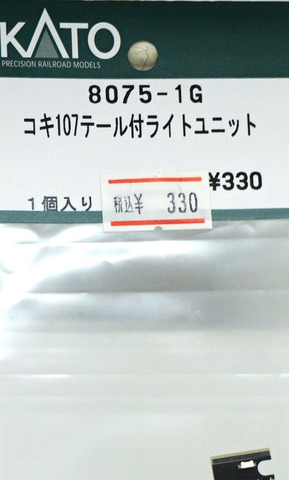 KATO
PRECISION RAILROAD MODELS
8075-1G
コキ107テール付ライトユニット
¥330
1個入り
税込¥ 330